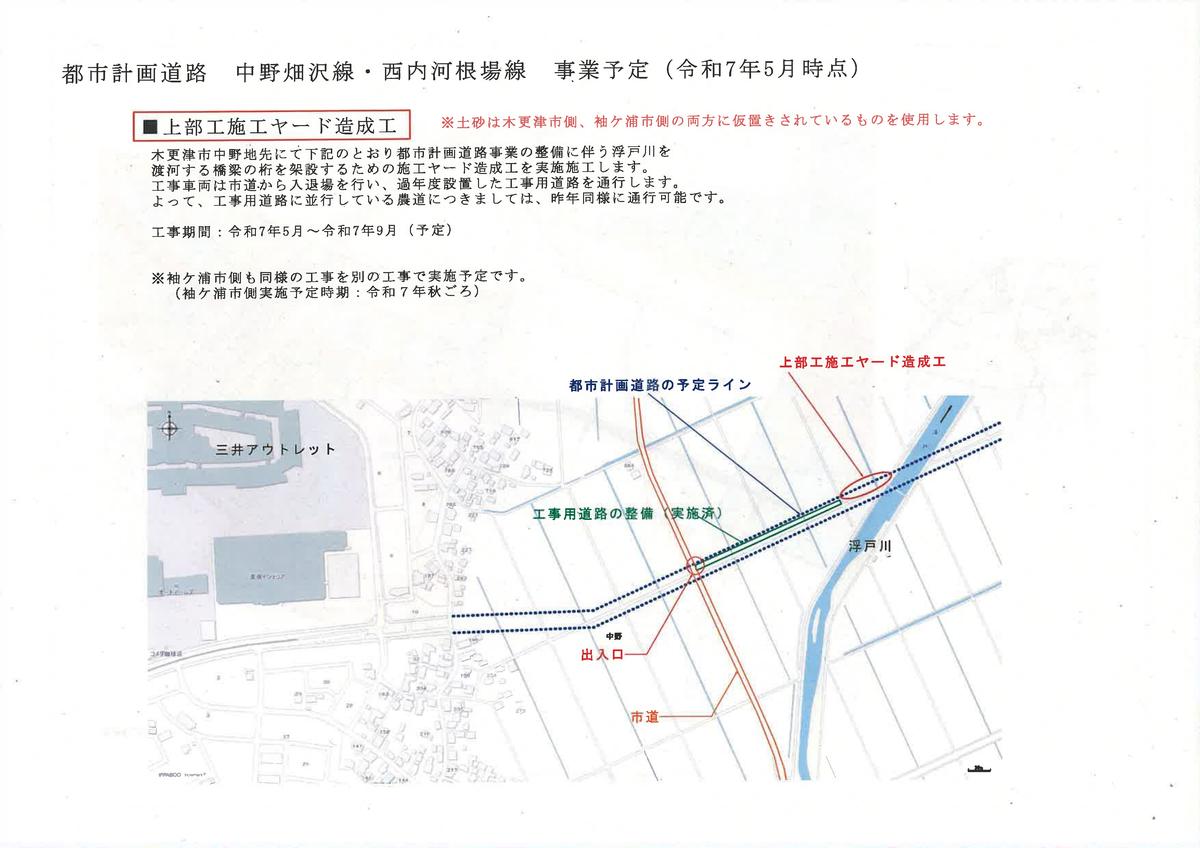 都市計画道路　中野畑沢線・西内河根場線　事業予定（令和7年5月時点）
■上部工施工ヤード造成工
※土砂は木更津市側、袖ケ浦市側の両方に仮置きされているものを使用します。
木更津市中野地先にて下記のとおり都市計画道路事業の整備に伴う浮戸川を
渡河する橋梁の桁を架設するための施工ヤード造成工を実施施工します。
工事車両は市道から入退場を行い、過年度設置した工事用道路を通行します。
よって、工事用道路に並行している農道につきましては、昨年同様に通行可能です。
工事期間：令和7年5月～令和7年9月（予定）
※袖ケ浦市側も同様の工事を別の工事で実施予定です。
（袖ケ浦市側実施予定時期：令和７年秋ごろ）
上部工施工ヤード造成工
都市計画道路の予定ライン
三井アウトレット
工事用道路の整備（実施済）
浮戸川
中野
出入口
市道